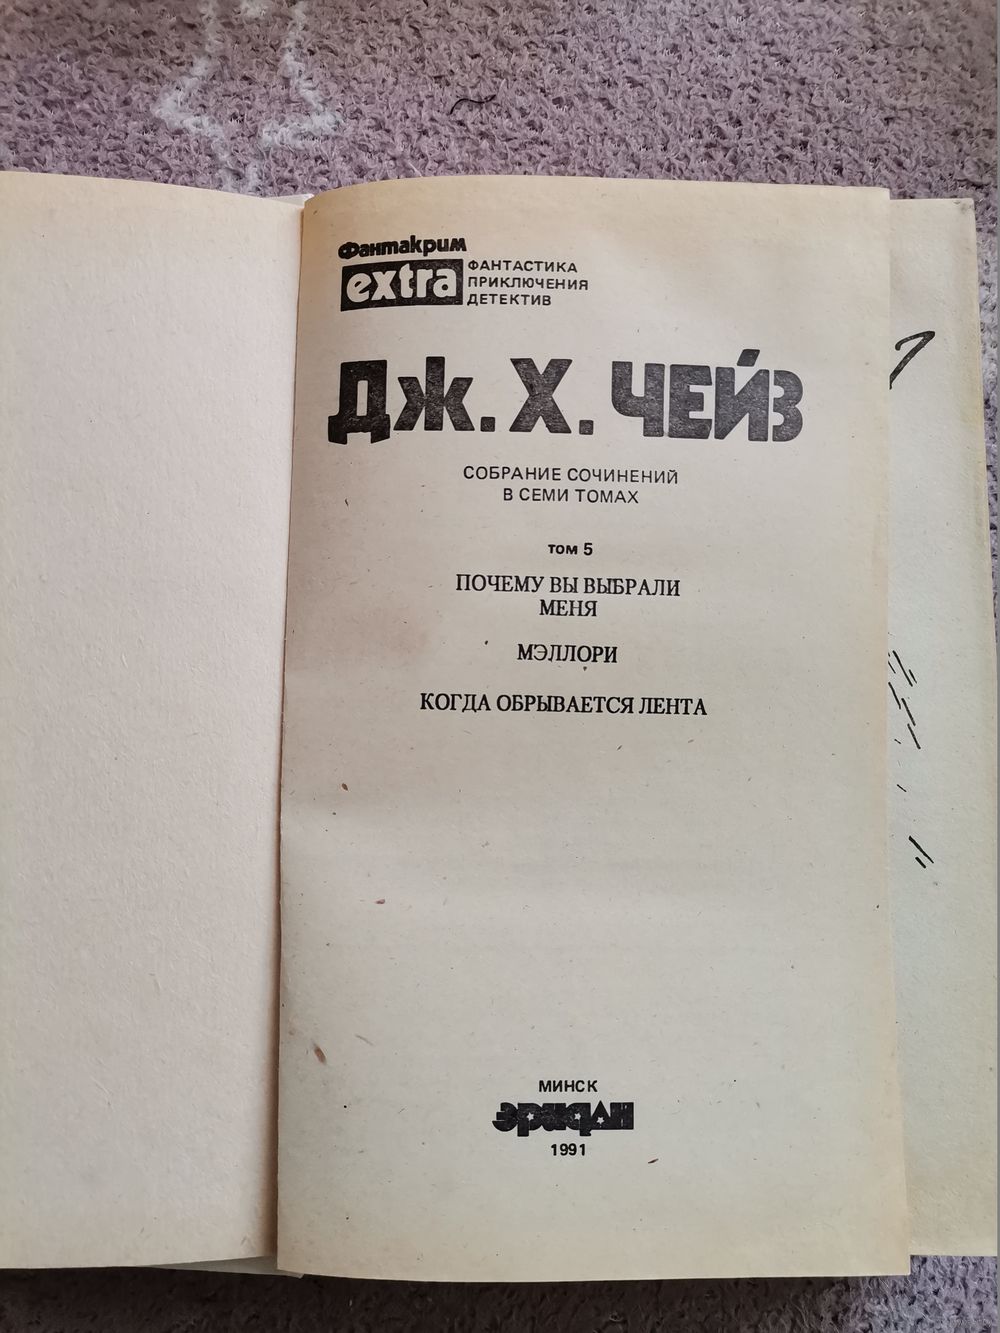 Фантакрим
extra
ФАНТАСТИКА
ПРИКЛЮЧЕНИЯ
ДЕТЕКТИВ
ДЖ. Х. ЧЕЙЗ
СОБРАНИЕ СОЧИНЕНИЙ
В СЕМИ ТОМАХ
том 5
ПОЧЕМУ ВЫ ВЫБРАЛИ
МЕНЯ
МЭЛЛОРИ
КОГДА ОБРЫВАЕТСЯ ЛЕНТА
МИНСК
эридан
1991